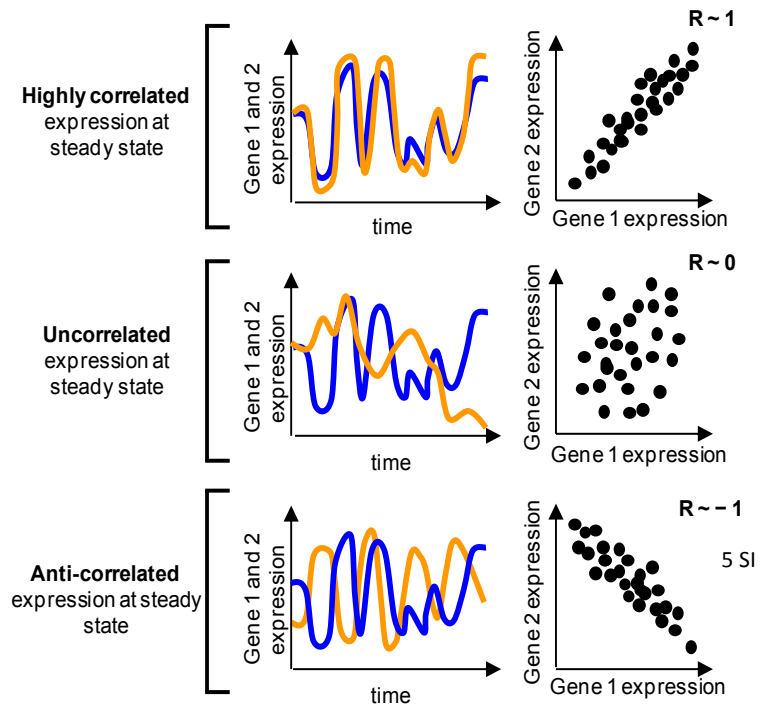 Highly correlated
expression at
steady state
Gene 1 and 2
expression
time
R ~ 1
Gene 2 expression
Gene 1 expression
Uncorrelated
expression at
steady state
Gene 1 and 2
expression
time
R ~ 0
Gene 2 expression
Gene 1 expression
Anti-correlated
expression at steady
state
Gene 1 and 2
expression
time
R ~ − 1
Gene 2 expression
Gene 1 expression
5 SI